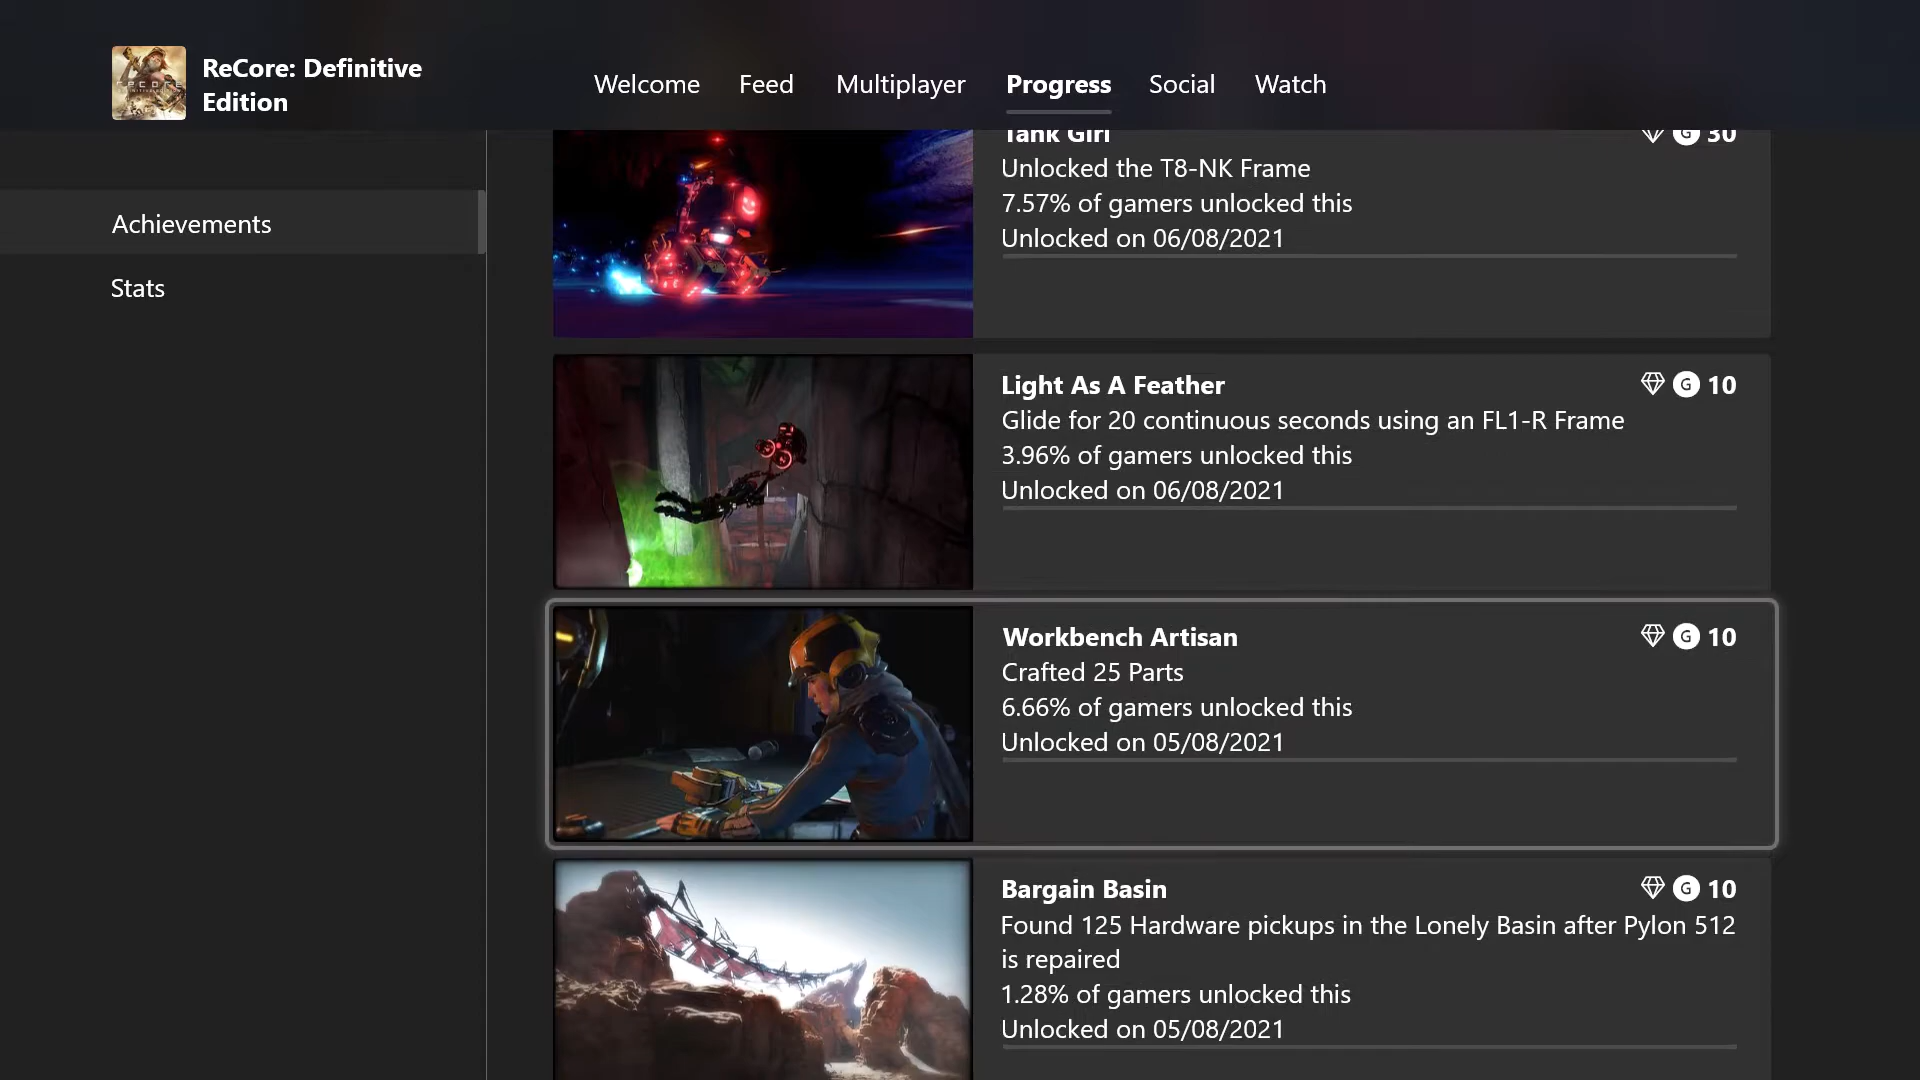 ReCore: Definitive
Edition
Welcome
Feed
Multiplayer
Progress
Social
Watch
Achievements
Stats
Tank Girl
G 30
Unlocked the T8-NK Frame
7.57% of gamers unlocked this
Unlocked on 06/08/2021
Light As A Feather
G 10
Glide for 20 continuous seconds using an FL1-R Frame
3.96% of gamers unlocked this
Unlocked on 06/08/2021
Workbench Artisan
G 10
Crafted 25 Parts
6.66% of gamers unlocked this
Unlocked on 05/08/2021
Bargain Basin
G 10
Found 125 Hardware pickups in the Lonely Basin after Pylon 512
is repaired
1.28% of gamers unlocked this
Unlocked on 05/08/2021